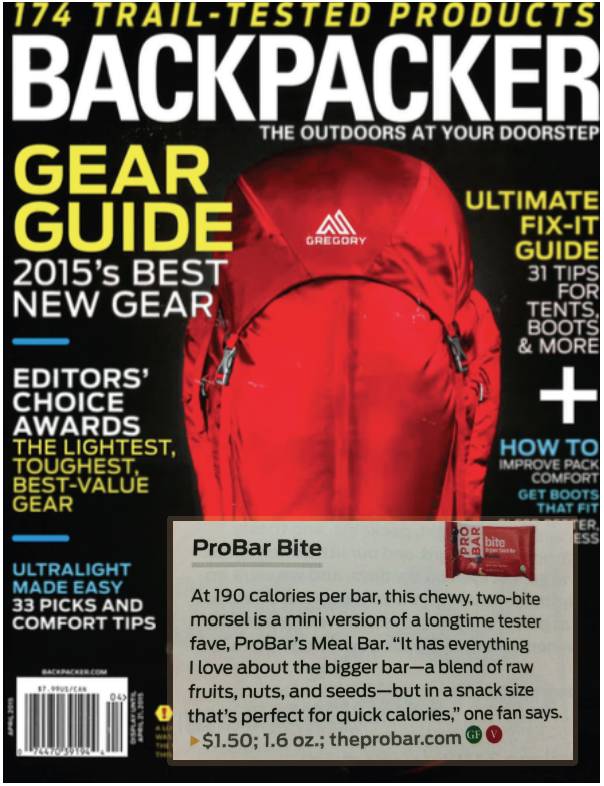 174 TRAIL-TESTED PRODUCTS
BACKPACKER
THE OUTDOORS AT YOUR DOORSTEP
GEAR
GUIDE
2015's BEST
NEW GEAR
EDITORS'
CHOICE
AWARDS
THE LIGHTEST,
TOUGHEST,
BEST-VALUE
GEAR
ULTRALIGHT
MADE EASY
33 PICKS AND
COMFORT TIPS
GREGORY
ULTIMATE
FIX-IT
GUIDE
31 TIPS
FOR
TENTS,
BOOTS
& MORE
+
HOW TO
IMPROVE PACK
COMFORT
GET BOOTS
THAT FIT
BACKPACKER.COM
$7.99US/CAN
04>
0 74470 39194 4
APRIL 2015
DISPLAY UNTIL
APRIL 21, 2015
ProBar Bite
PRO
BAR
bite
At 190 calories per bar, this chewy, two-bite
morsel is a mini version of a longtime tester
fave, ProBar's Meal Bar. "It has everything
I love about the bigger bar—a blend of raw
fruits, nuts, and seeds—but in a snack size
that's perfect for quick calories," one fan says.
▸$1.50; 1.6 oz.; theprobar.com GF V